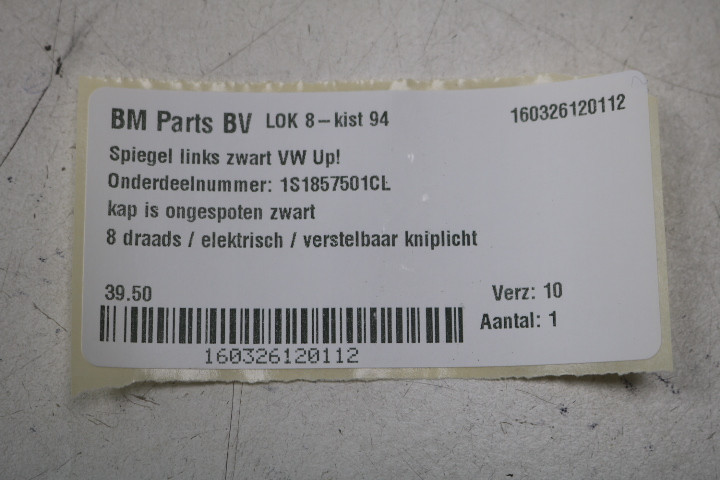 BM Parts BV LOK 8-kist 94 160326120112
Spiegel links zwart VW Up!
Onderdeelnummer: 1S1857501CL
kap is ongespoten zwart
8 draads / elektrisch / verstelbaar kniplicht
39.50 Verz: 10
Aantal: 1
160326120112